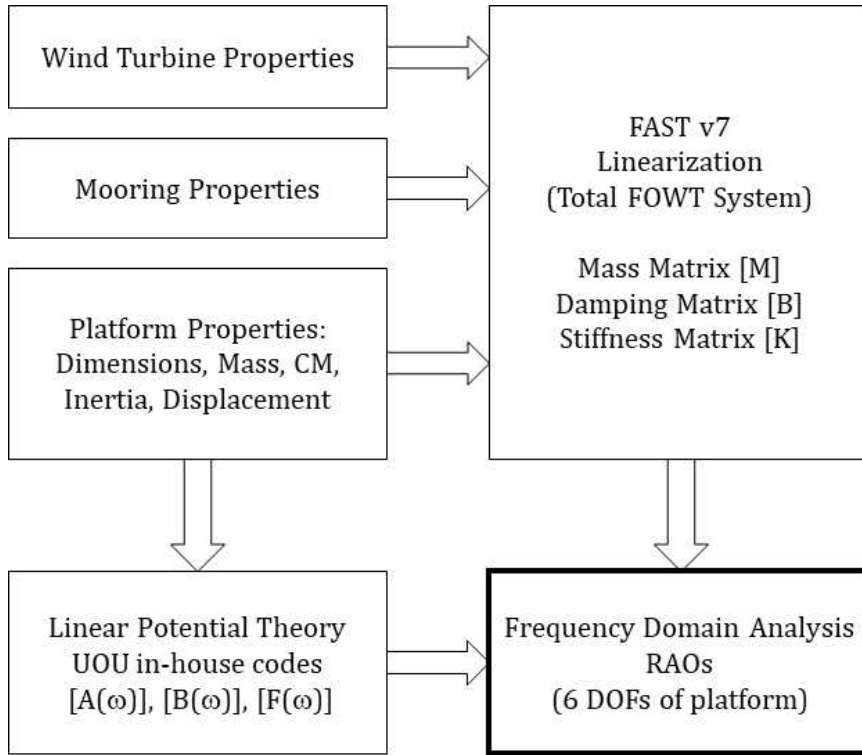 Wind Turbine Properties
Mooring Properties
Platform Properties:
Dimensions, Mass, CM,
Inertia, Displacement
FAST v7
Linearization
(Total FOWT System)
Mass Matrix [M]
Damping Matrix [B]
Stiffness Matrix [K]
Linear Potential Theory
UOU in-house codes
[A(ω)], [B(ω)], [F(ω)]
Frequency Domain Analysis
RAOs
(6 DOFs of platform)